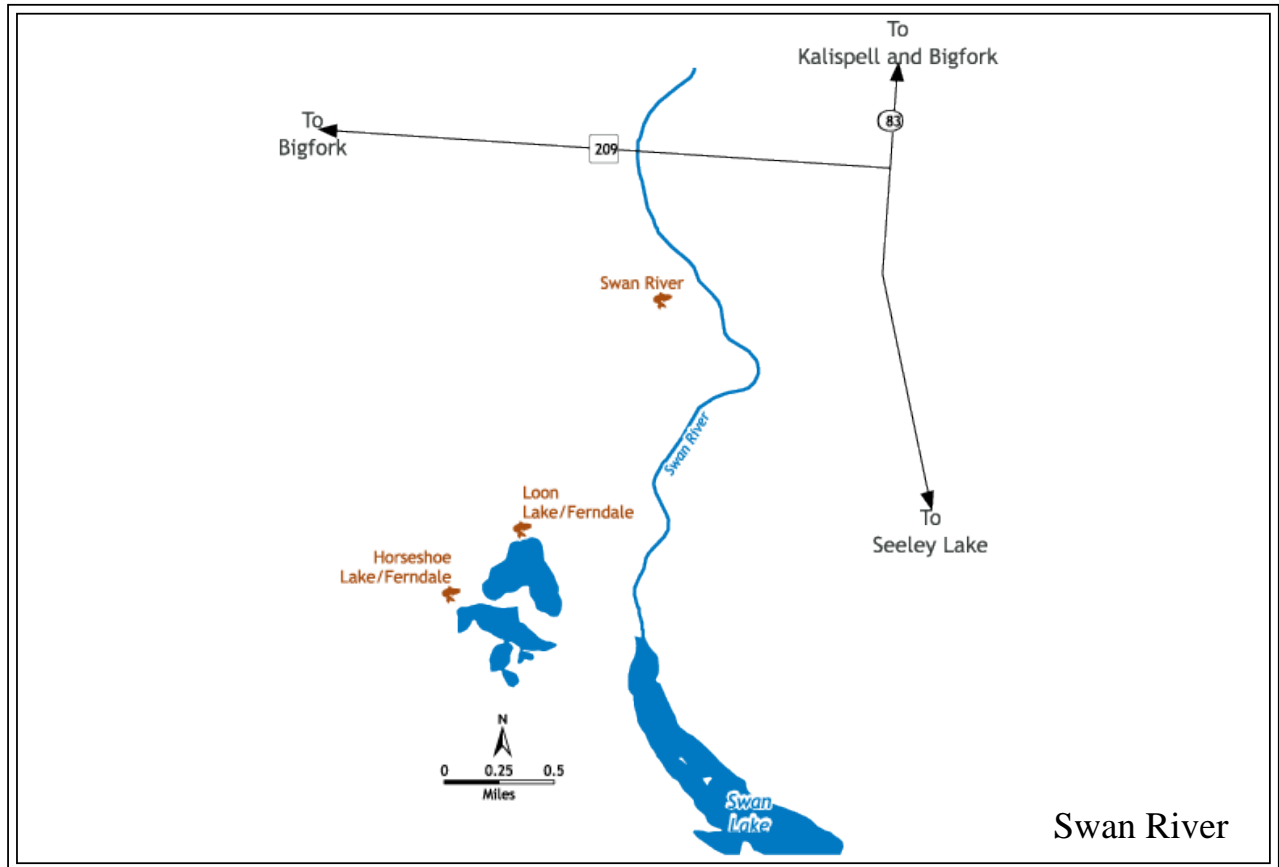 To
Kalispell and Bigfork
83
To
Bigfork
209
Swan River
Swan River
Loon
Lake/Ferndale
To
Seeley Lake
Horseshoe
Lake/Ferndale
N
0 0.25 0.5
Miles
Swan
Lake
Swan River